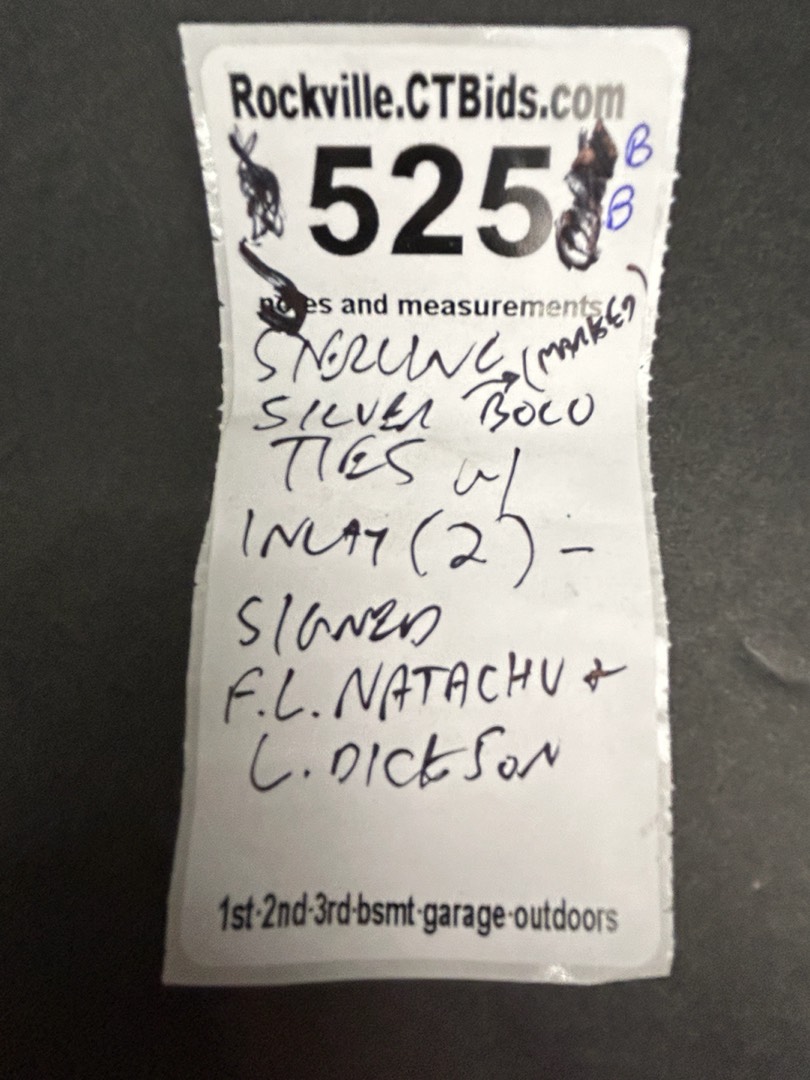 Rockville.CTBids.com
525 B
B
notes and measurements
STERLING (MARKED)
SILVER BOLO
TIES w/
INLAY (2) -
SIGNED
F.L. NATACHU +
L. DICKSON
1st·2nd·3rd·bsmt·garage·outdoors